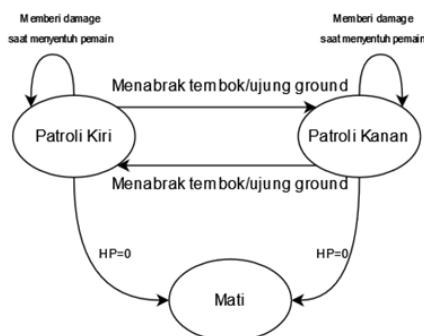 Memberi damage
saat menyentuh pemain
Memberi damage
saat menyentuh pemain
Menabrak tembok/ujung ground
Patroli Kiri
Patroli Kanan
Menabrak tembok/ujung ground
HP=0
HP=0
Mati